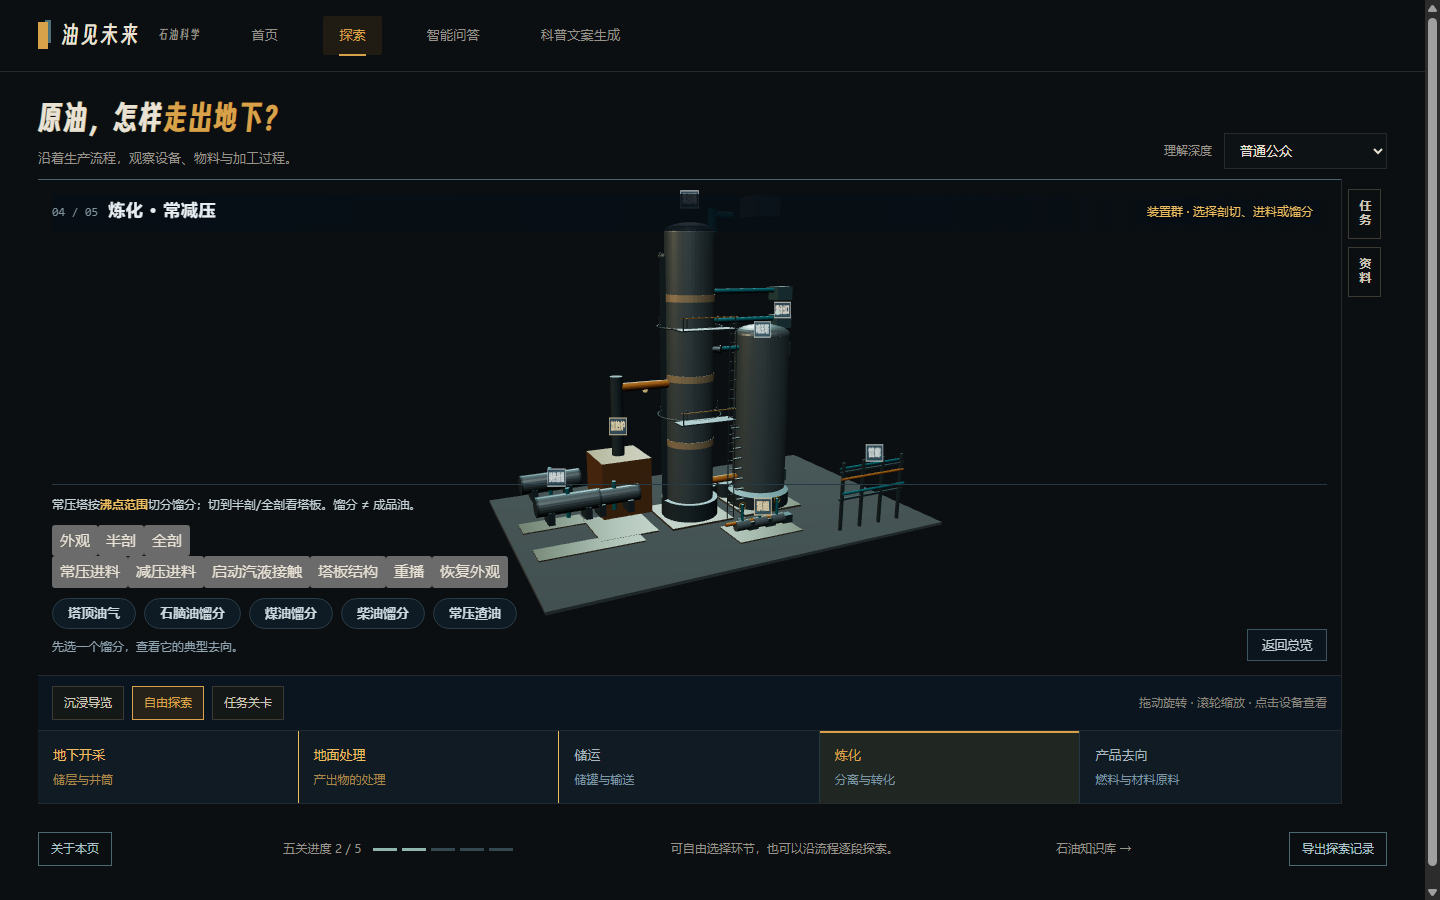 油见未来 石油科学 首页 探索 智能问答 科普文案生成
原油，怎样走出地下？
沿着生产流程，观察设备、物料与加工过程。
理解深度 普通公众
04 / 05 炼化 · 常减压
装置群 · 选择剖切、进料或馏分
任务
资料
常压塔按沸点范围切分馏分；切到半剖/全剖看塔板。馏分 ≠ 成品油。
外观 半剖 全剖
常压进料 减压进料 启动汽液接触 塔板结构 重播 恢复外观
塔顶油气 石脑油馏分 煤油馏分 柴油馏分 常压渣油
先选一个馏分，查看它的典型去向。
返回总览
沉浸导览 自由探索 任务关卡
拖动旋转 · 滚轮缩放 · 点击设备查看
地下开采 地面处理 储运 炼化 产品去向
储层与井筒 产出物的处理 储罐与输送 分离与转化 燃料与材料原料
关于本页 五关进度 2 / 5 可自由选择环节，也可以沿流程逐段探索。 石油知识库 → 导出探索记录